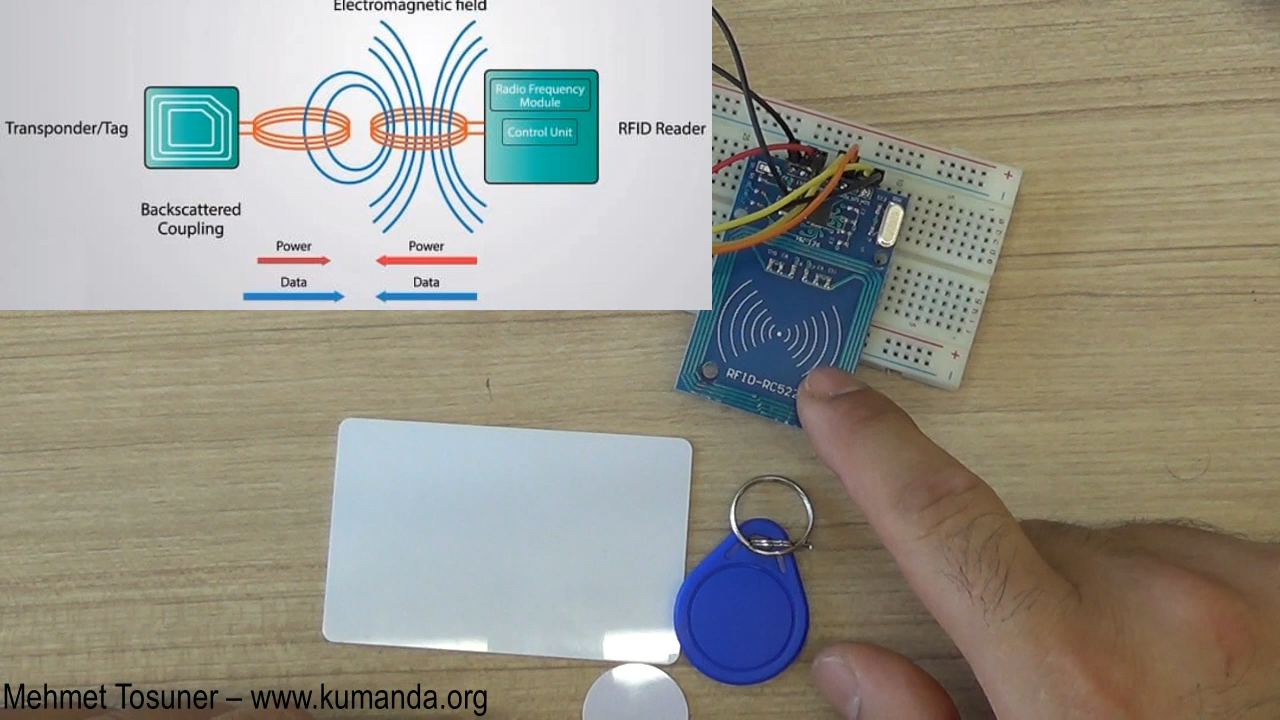 Electromagnetic field
Radio Frequency
Module
Control Unit
Transponder/Tag
RFID Reader
Backscattered
Coupling
Power
Power
Data
Data
RFID-RC522
Mehmet Tosuner – www.kumanda.org